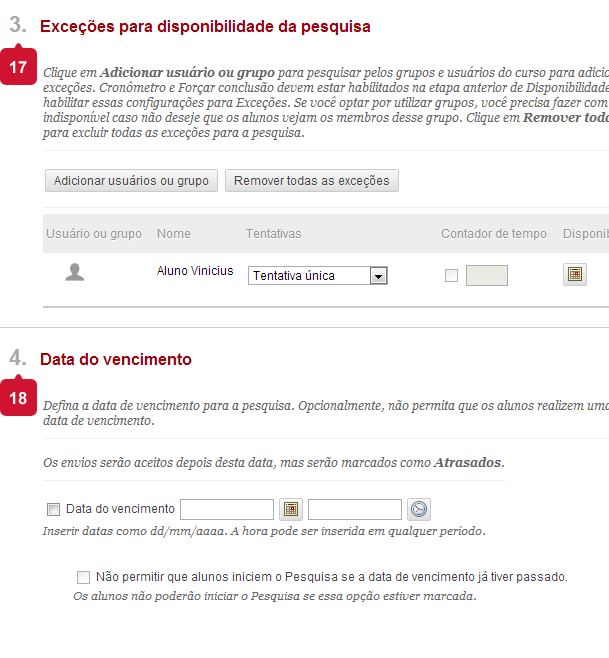 3. Exceções para disponibilidade da pesquisa
17
Clique em Adicionar usuário ou grupo para pesquisar pelos grupos e usuários do curso para
exceções. Cronômetro e Forçar conclusão devem estar habilitados na etapa anterior de
habilitar essas configurações para Exceções. Se você optar por utilizar grupos, você precisa fazer com
indisponível caso não deseje que os alunos vejam os membros desse grupo. Clique em Remover
para excluir todas as exceções para a pesquisa.
Adicionar usuários ou grupo Remover todas as exceções
Usuário ou grupo Nome Tentativas Contador de tempo
Aluno Vinicius Tentativa única
4. Data do vencimento
18
Defina a data de vencimento para a pesquisa. Opcionalmente, não permita que os alunos realizem
data de vencimento.
Os envios serão aceitos depois desta data, mas serão marcados como Atrasados.
Data do vencimento
Inserir datas como dd/mm/aaaa. A hora pode ser inserida em qualquer período.
Não permitir que alunos iniciem o Pesquisa se a data de vencimento já tiver passado.
Os alunos não poderão iniciar o Pesquisa se essa opção estiver marcada.